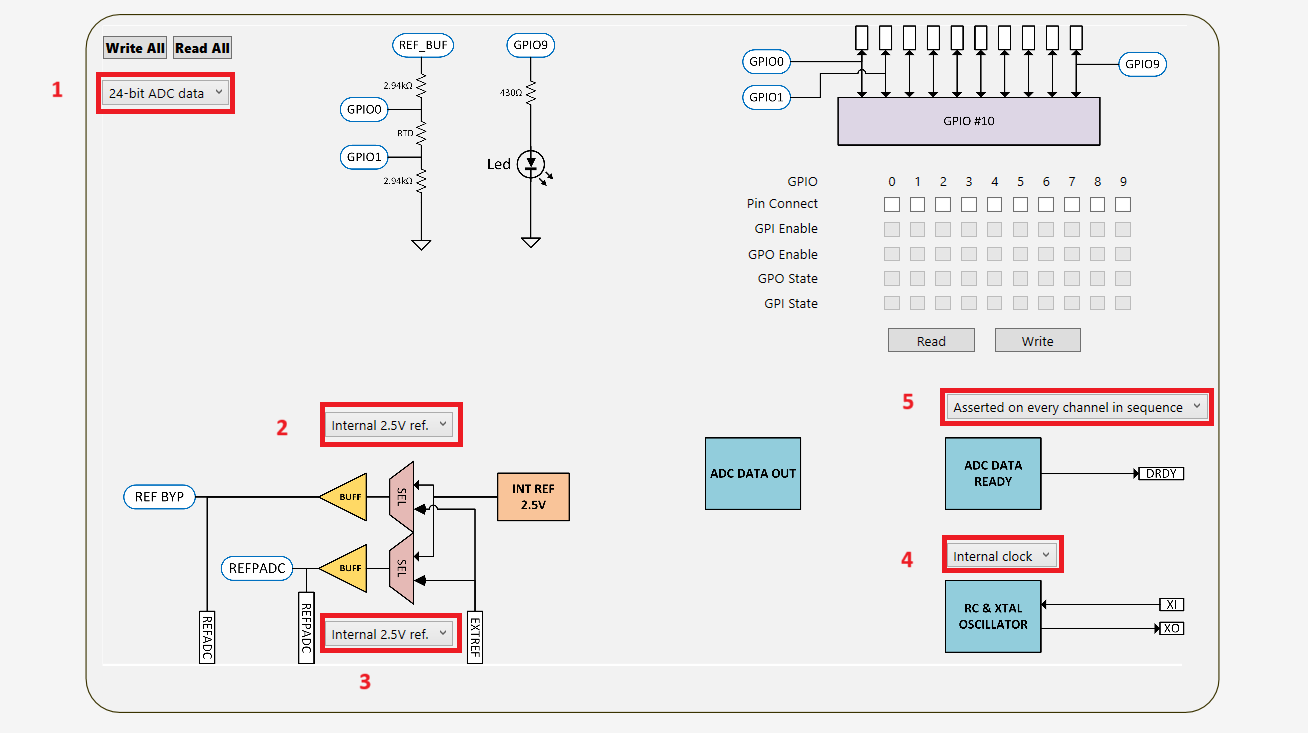 Write All Read All
1 24-bit ADC data
REF_BUF GPIO9
2.94kΩ
430Ω
GPIO0
RTD
GPIO1
2.94kΩ
Led
GPIO0
GPIO1
GPIO9
GPIO #10
GPIO 0 1 2 3 4 5 6 7 8 9
Pin Connect
GPI Enable
GPO Enable
GPO State
GPI State
Read Write
2 Internal 2.5V ref.
5 Asserted on every channel in sequence
REF BYP
BUFF
SEL
INT REF
2.5V
REFPADC
BUFF
SEL
REFADC
REFPADC
EXTREF
Internal 2.5V ref.
3
ADC DATA OUT
ADC DATA
READY
DRDY
4 Internal clock
RC & XTAL
OSCILLATOR
XI
XO